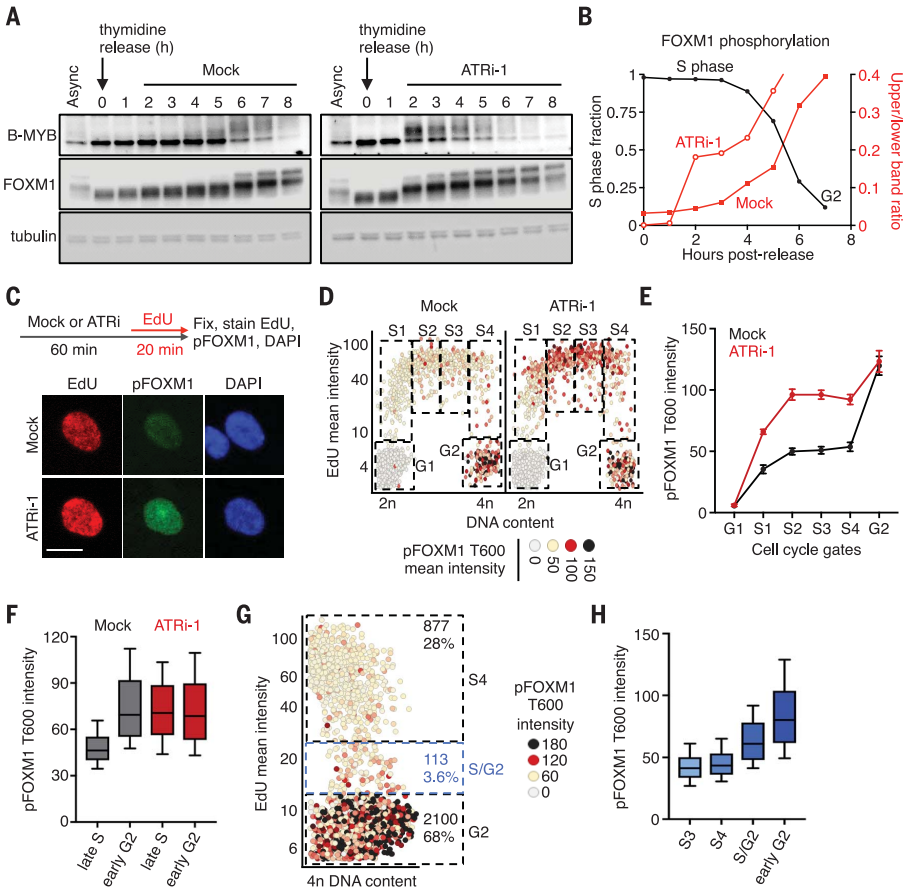 A
thymidine
release (h)
Mock
Async
0 1 2 3 4 5 6 7 8
thymidine
release (h)
ATRi-1
Async
0 1 2 3 4 5 6 7 8
B-MYB
FOXM1
tubulin
B
FOXM1 phosphorylation
S phase
ATRi-1
Mock
G2
S phase fraction
1
0.75
0.5
0.25
0
Upper/lower band ratio
0.4
0.3
0.2
0.1
0
0 2 4 6 8
Hours post-release
C
Mock or ATRi
EdU
60 min
20 min
Fix, stain EdU,
pFOXM1, DAPI
EdU pFOXM1 DAPI
Mock
ATRi-1
D
Mock ATRi-1
S1 S2 S3 S4 S1 S2 S3 S4
EdU mean intensity
100
40
10
4
G1
G2
G1
G2
2n 4n 2n 4n
DNA content
pFOXM1 T600
mean intensity
0
50
100
150
E
Mock
ATRi-1
pFOXM1 T600 intensity
150
100
50
0
G1 S1 S2 S3 S4 G2
Cell cycle gates
F
Mock ATRi-1
pFOXM1 T600 intensity
120
90
60
30
0
late S
early G2
late S
early G2
G
EdU mean intensity
100
60
40
20
10
6
877
28%
S4
113
3.6%
S/G2
2100
68%
G2
4n DNA content
pFOXM1
T600
intensity
180
120
60
0
H
pFOXM1 T600 intensity
150
100
50
0
S3
S4
S/G2
early G2